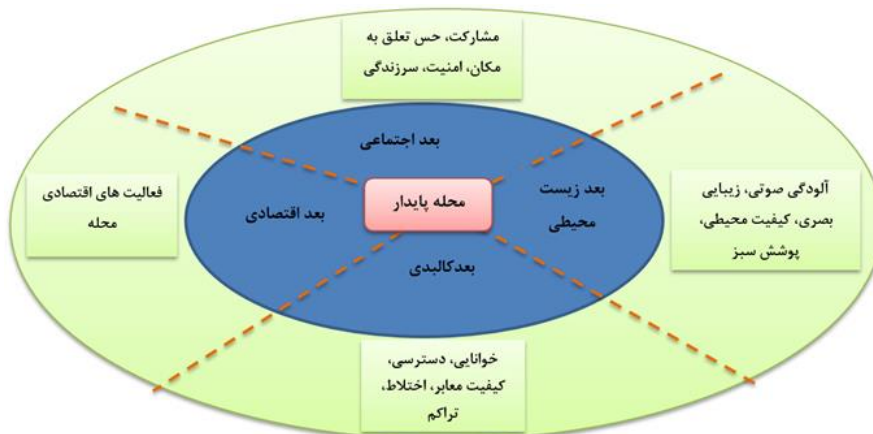 مشارکت، حس تعلق به
مکان، امنیت، سرزندگی
بعد اجتماعی
آلودگی صوتی، زیبایی
بصری، کیفیت محیطی،
پوشش سبز
بعد زیست
محیطی
محله پایدار
بعد اقتصادی
فعالیت های اقتصادی
محله
بعدکالبدی
خوانایی، دسترسی،
کیفیت معابر، اختلاط،
تراکم